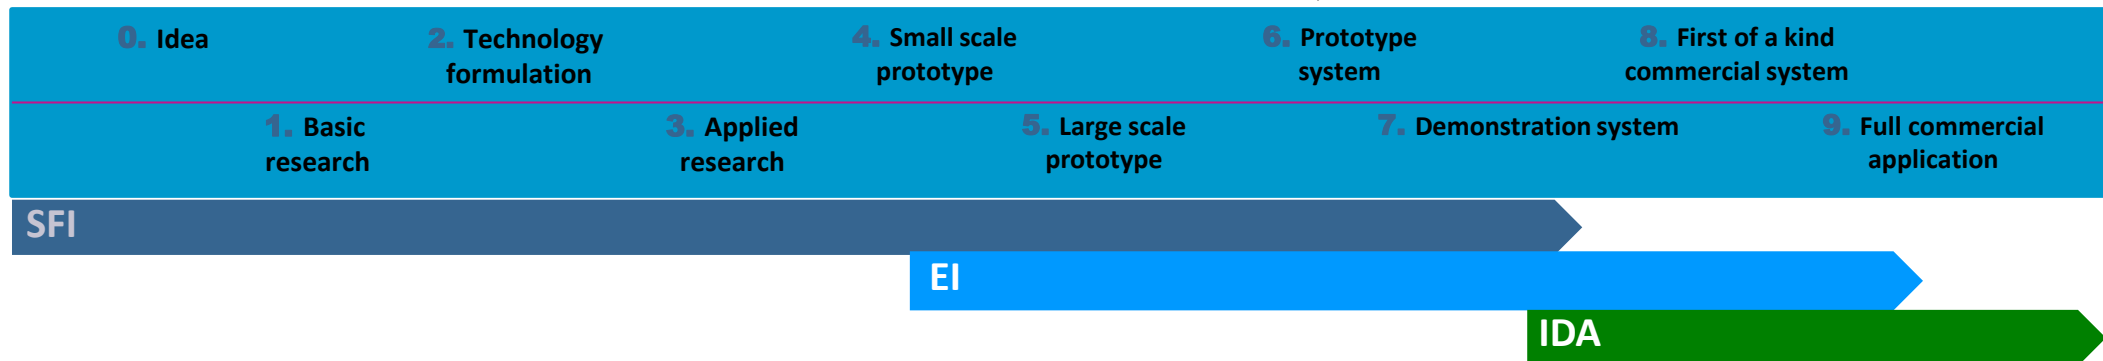 0. Idea
2. Technology
formulation
4. Small scale
prototype
6. Prototype
system
8. First of a kind
commercial system
1. Basic
research
3. Applied
research
5. Large scale
prototype
7. Demonstration system
9. Full commercial
application
SFI
EI
IDA